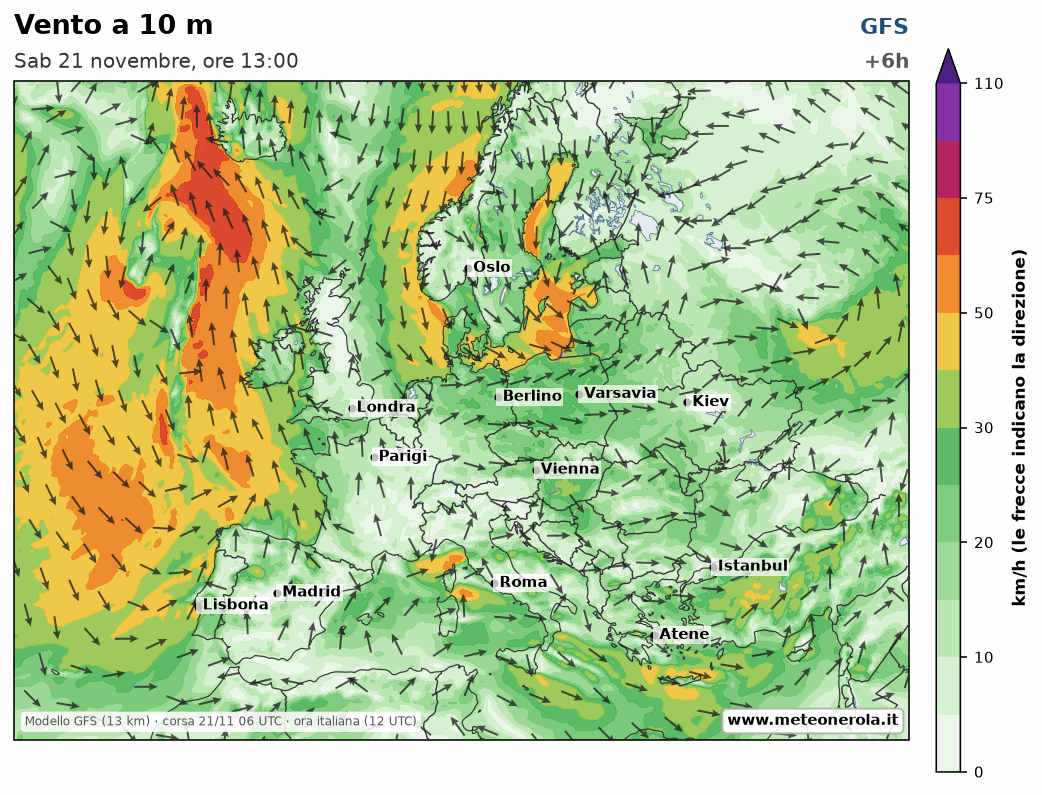 Vento a 10 m
GFS
Sab 21 novembre, ore 13:00
+6h
110
75
50
30
20
10
0
km/h (le frecce indicano la direzione)
Oslo
Berlino
Varsavia
Kiev
Londra
Parigi
Vienna
Istanbul
Roma
Madrid
Lisbona
Atene
Modello GFS (13 km) · corsa 21/11 06 UTC · ora italiana (12 UTC)
www.meteonerola.it